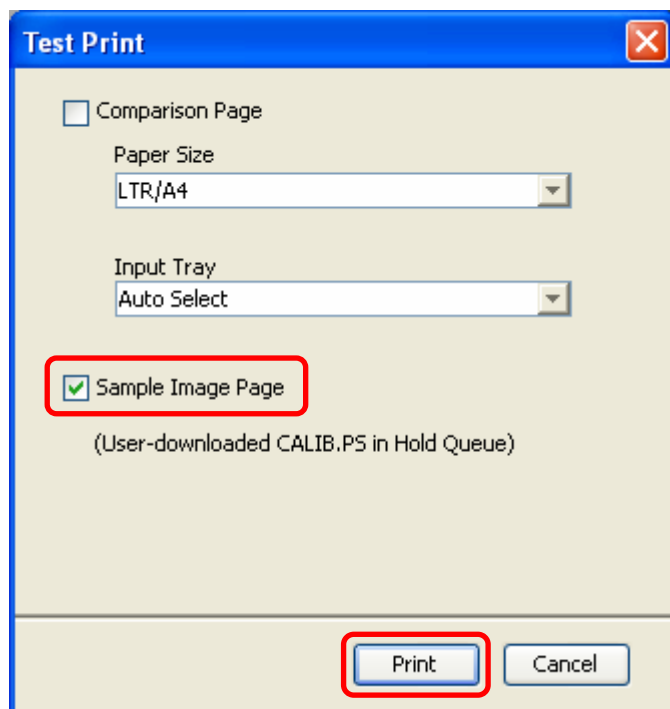 Test Print
Comparison Page
Paper Size
LTR/A4
Input Tray
Auto Select
Sample Image Page
(User-downloaded CALIB.PS in Hold Queue)
Print
Cancel